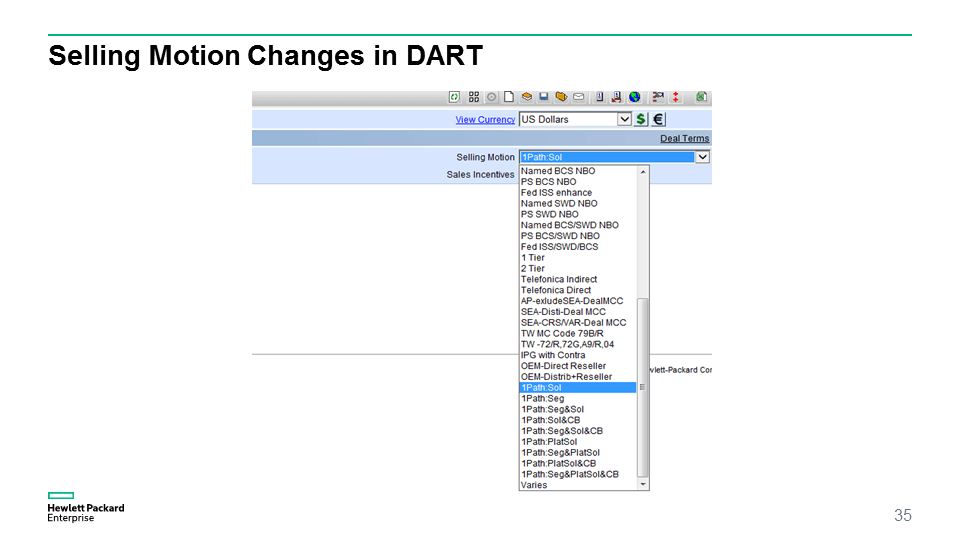 Selling Motion Changes in DART
View Currency US Dollars $ €
Deal Terms
Selling Motion 1Path:Sol
Sales Incentives
Named BCS NBO
PS BCS NBO
Fed ISS enhance
Named SWD NBO
PS SWD NBO
Named BCS/SWD NBO
PS BCS/SWD NBO
Fed ISS/SWD/BCS
1 Tier
2 Tier
Telefonica Indirect
Telefonica Direct
AP-exludeSEA-DealMCC
SEA-Disti-Deal MCC
SEA-CRS/VAR-Deal MCC
TW MC Code 79B/R
TW -72/R,72G,A9/R,04
IPG with Contra
OEM-Direct Reseller
wlett-Packard Cor
OEM-Distrib+Reseller
1Path:Sol
1Path:Seg
1Path:Seg&Sol
1Path:Sol&CB
1Path:Seg&Sol&CB
1Path:PlatSol
1Path:Seg&PlatSol
1Path:PlatSol&CB
1Path:Seg&PlatSol&CB
Varies
Hewlett Packard
Enterprise
35